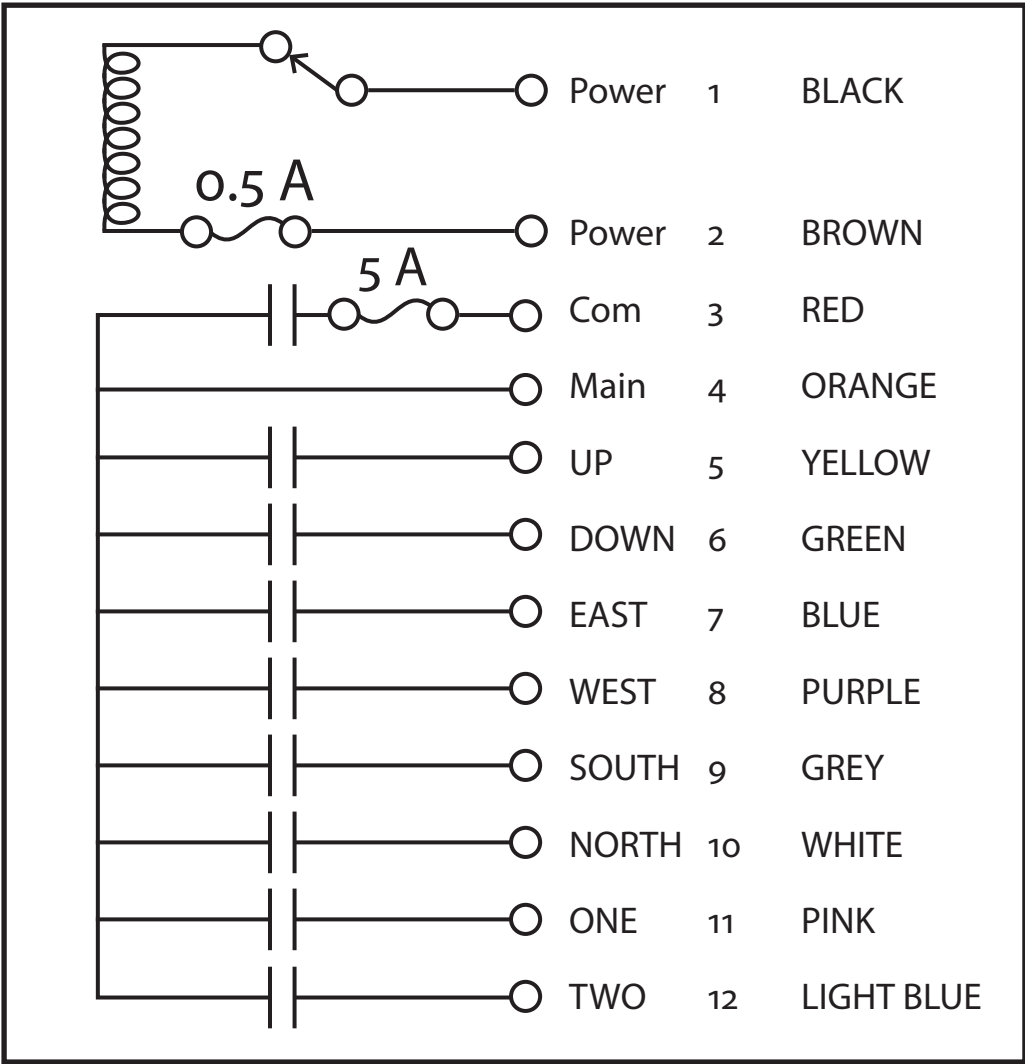 Power 1 BLACK
0.5 A
Power 2 BROWN
5 A
Com 3 RED
Main 4 ORANGE
UP 5 YELLOW
DOWN 6 GREEN
EAST 7 BLUE
WEST 8 PURPLE
SOUTH 9 GREY
NORTH 10 WHITE
ONE 11 PINK
TWO 12 LIGHT BLUE